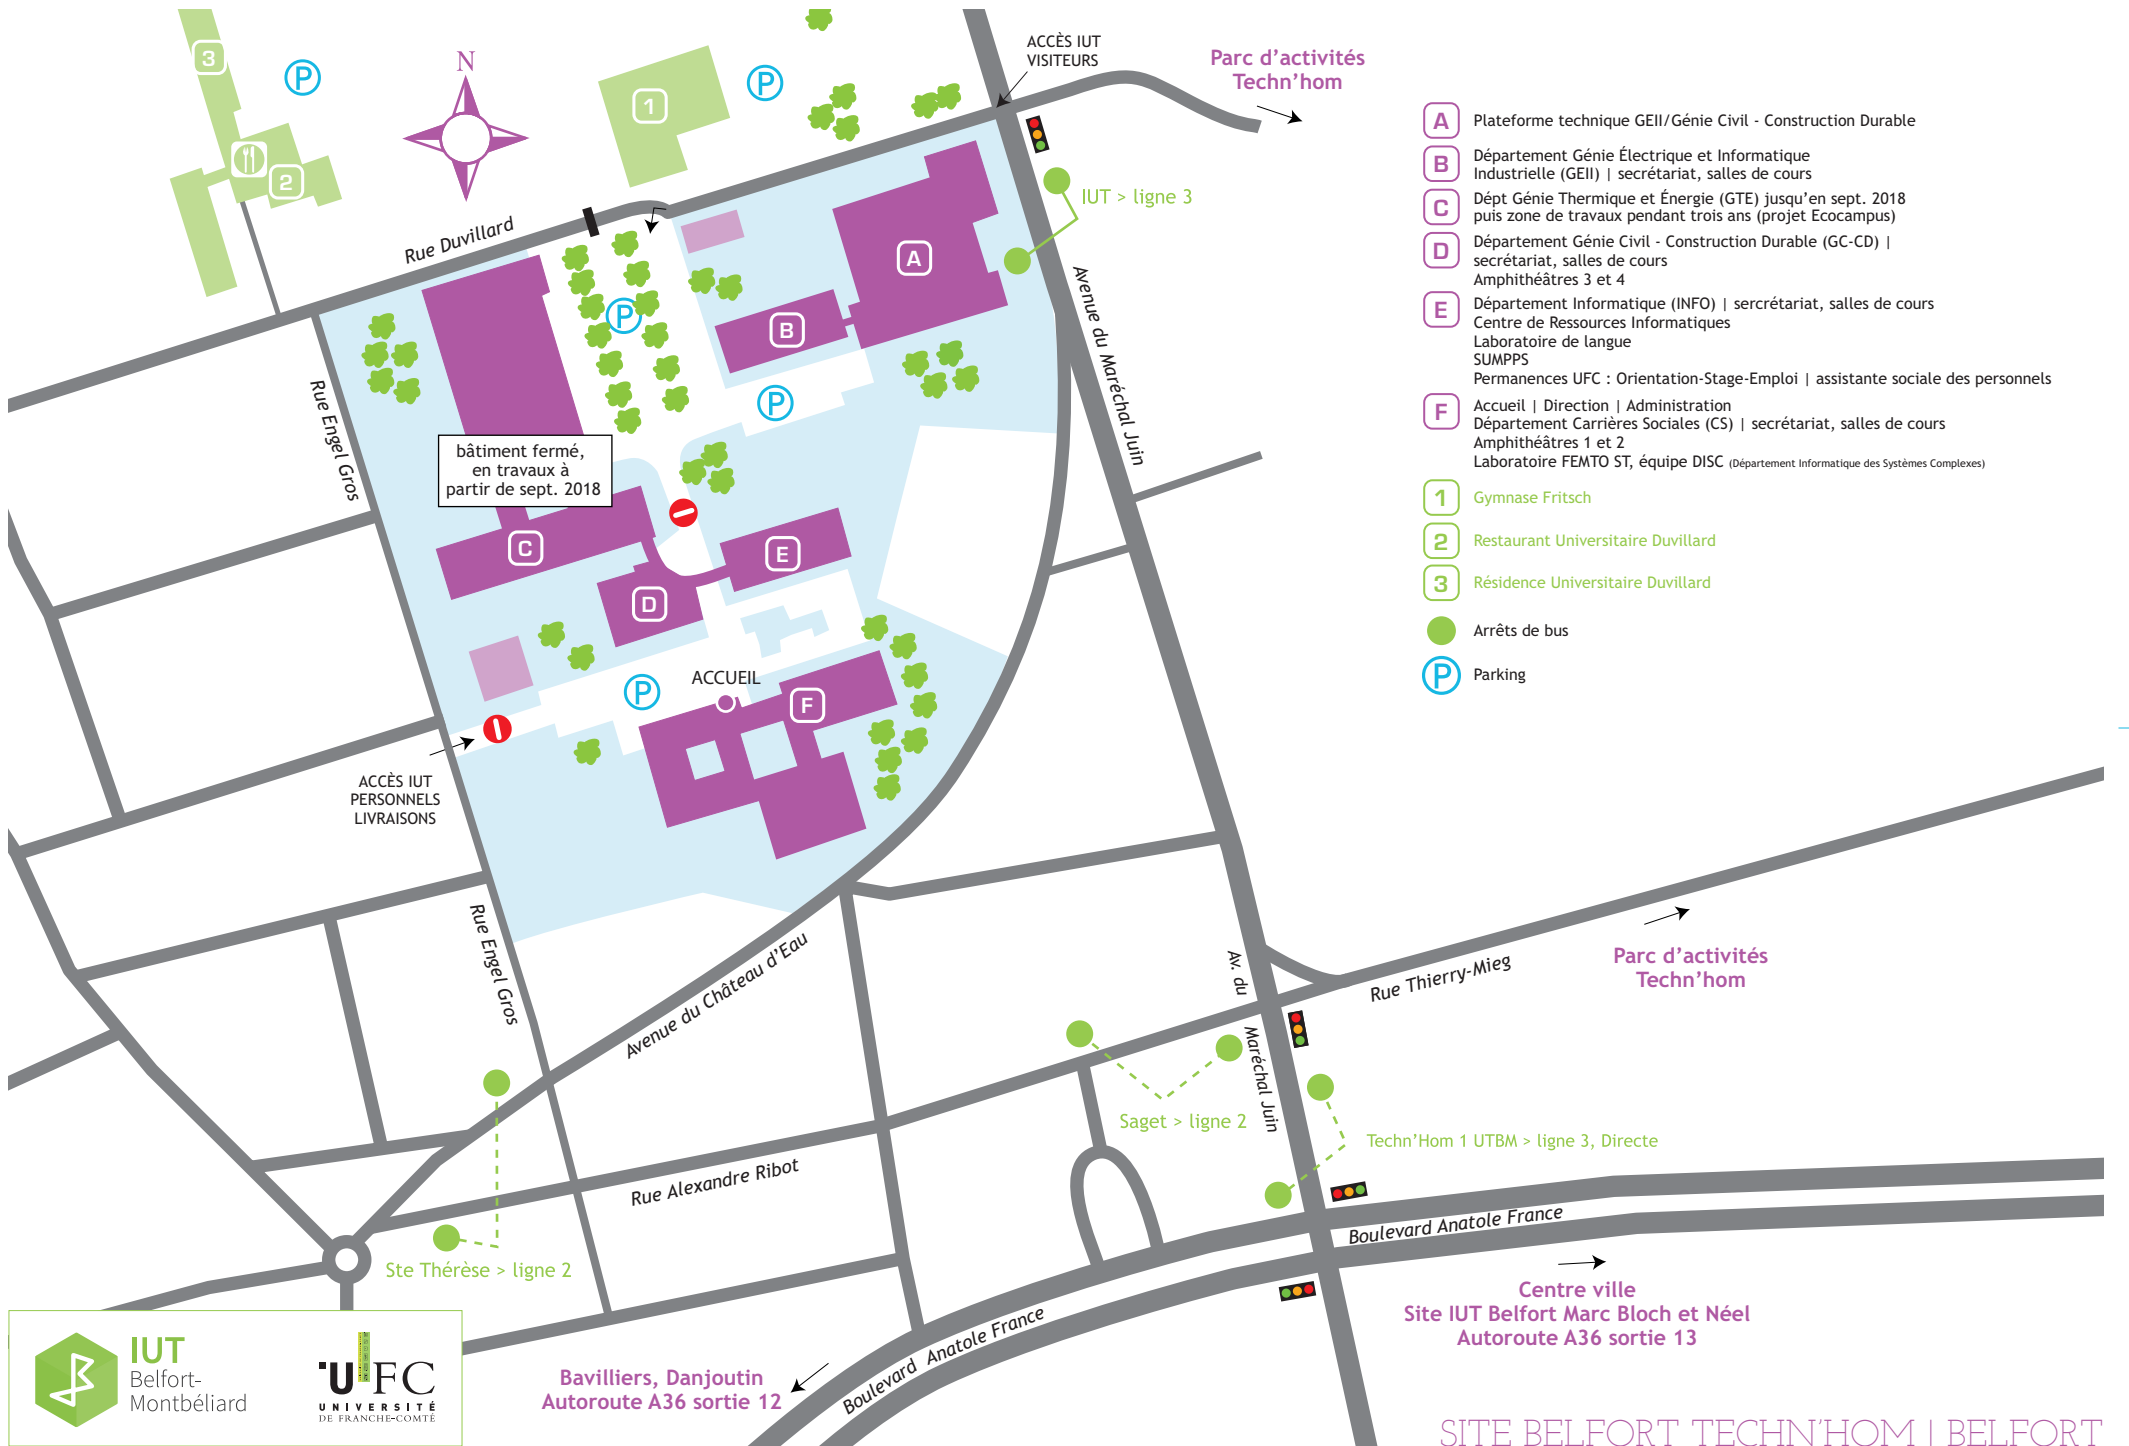 3
P
N
1
P
2
ACCÈS IUT
VISITEURS
Parc d'activités
Techn'hom
Rue Duvillard
IUT > ligne 3
A
B
P
P
Avenue du Maréchal Juin
Rue Engel Gros
bâtiment fermé,
en travaux à
partir de sept. 2018
C
E
D
ACCUEIL
P
F
ACCÈS IUT
PERSONNELS
LIVRAISONS
Rue Engel Gros
Avenue du Château d'Eau
Av. du
Maréchal Juin
Rue Thierry-Mieg
Parc d'activités
Techn'hom
Saget > ligne 2
Techn'Hom 1 UTBM > ligne 3, Directe
Rue Alexandre Ribot
Ste Thérèse > ligne 2
Boulevard Anatole France
Boulevard Anatole France
Centre ville
Site IUT Belfort Marc Bloch et Néel
Autoroute A36 sortie 13
Bavilliers, Danjoutin
Autoroute A36 sortie 12
A Plateforme technique GEII/Génie Civil - Construction Durable
B Département Génie Électrique et Informatique
Industrielle (GEII) | secrétariat, salles de cours
C Dépt Génie Thermique et Énergie (GTE) jusqu'en sept. 2018
puis zone de travaux pendant trois ans (projet Ecocampus)
D Département Génie Civil - Construction Durable (GC-CD) |
secrétariat, salles de cours
Amphithéâtres 3 et 4
E Département Informatique (INFO) | sercrétariat, salles de cours
Centre de Ressources Informatiques
Laboratoire de langue
SUMPPS
Permanences UFC : Orientation-Stage-Emploi | assistante sociale des personnels
F Accueil | Direction | Administration
Département Carrières Sociales (CS) | secrétariat, salles de cours
Amphithéâtres 1 et 2
Laboratoire FEMTO ST, équipe DISC (Département Informatique des Systèmes Complexes)
1 Gymnase Fritsch
2 Restaurant Universitaire Duvillard
3 Résidence Universitaire Duvillard
Arrêts de bus
P Parking
IUT
Belfort-
Montbéliard
UFC
UNIVERSITÉ
DE FRANCHE-COMTÉ
SITE BELFORT TECHN'HOM | BELFORT